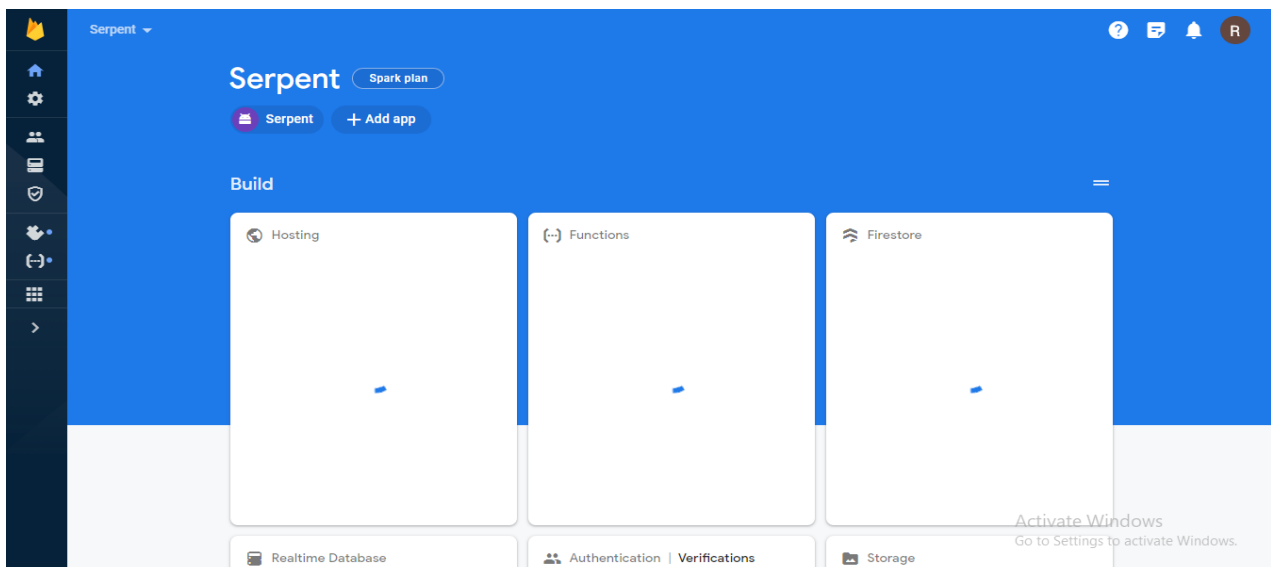 Serpent
R
Serpent Spark plan
Serpent + Add app
Build
Hosting
Functions
Firestore
Activate Windows
Go to Settings to activate Windows.
Realtime Database
Authentication | Verifications
Storage